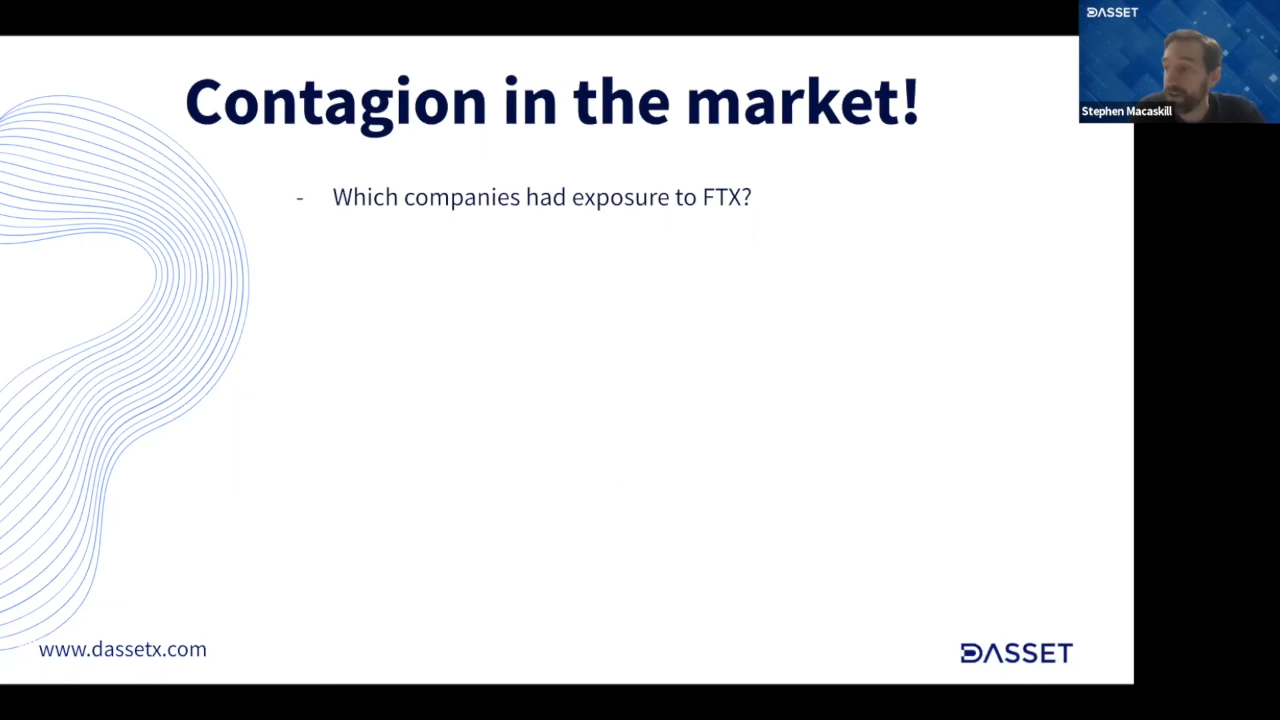 DASSET
Contagion in the market!
Stephen Macaskill
- Which companies had exposure to FTX?
www.dassetx.com
DASSET